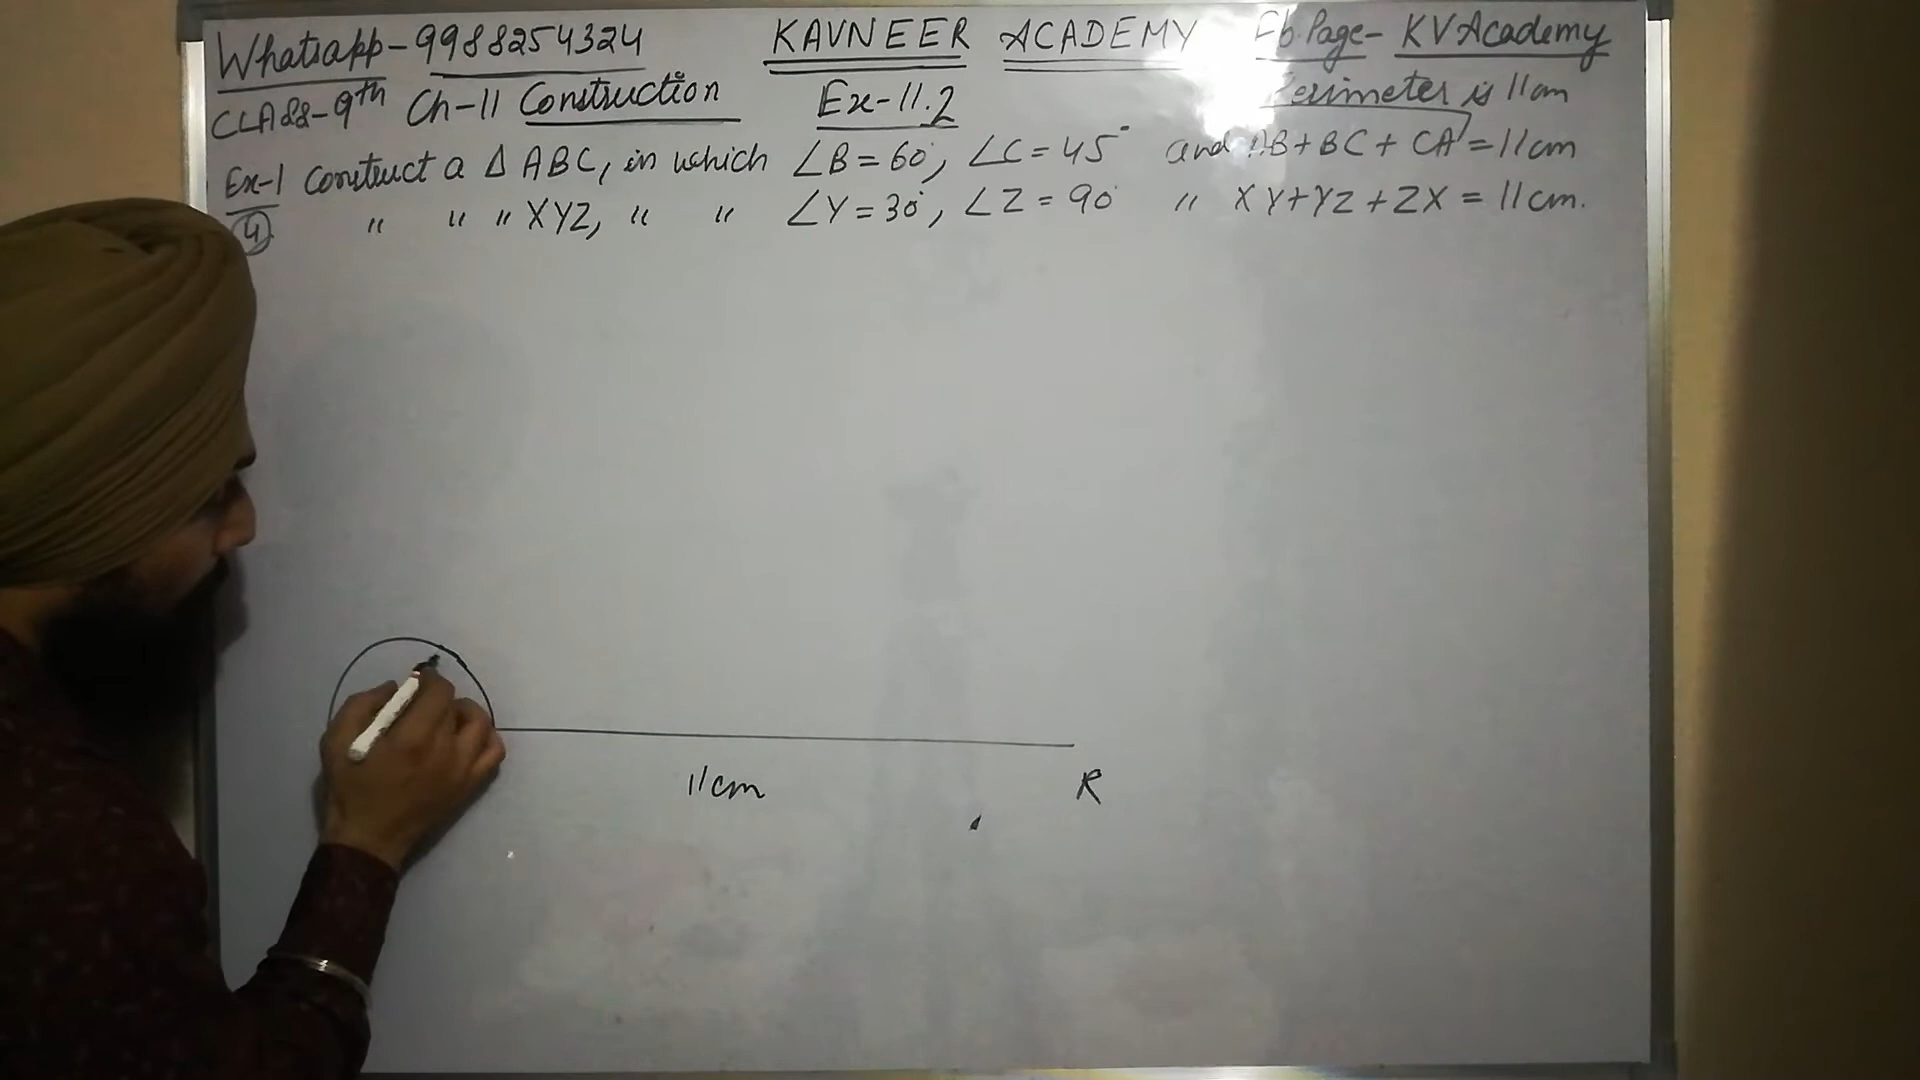 Whatsapp-9988254324 KAVNEER ACADEMY Fb.Page- KVAcademy
CLASS-9th Ch-11 Construction Ex-11.2 Perimeter is 11cm
Ex-1 Construct a Δ ABC, in which ∠B=60°, ∠C=45° and AB+BC+CA=11cm
④ " " " XYZ, " " ∠Y=30°, ∠Z=90° " XY+YZ+ZX=11cm.
11cm R